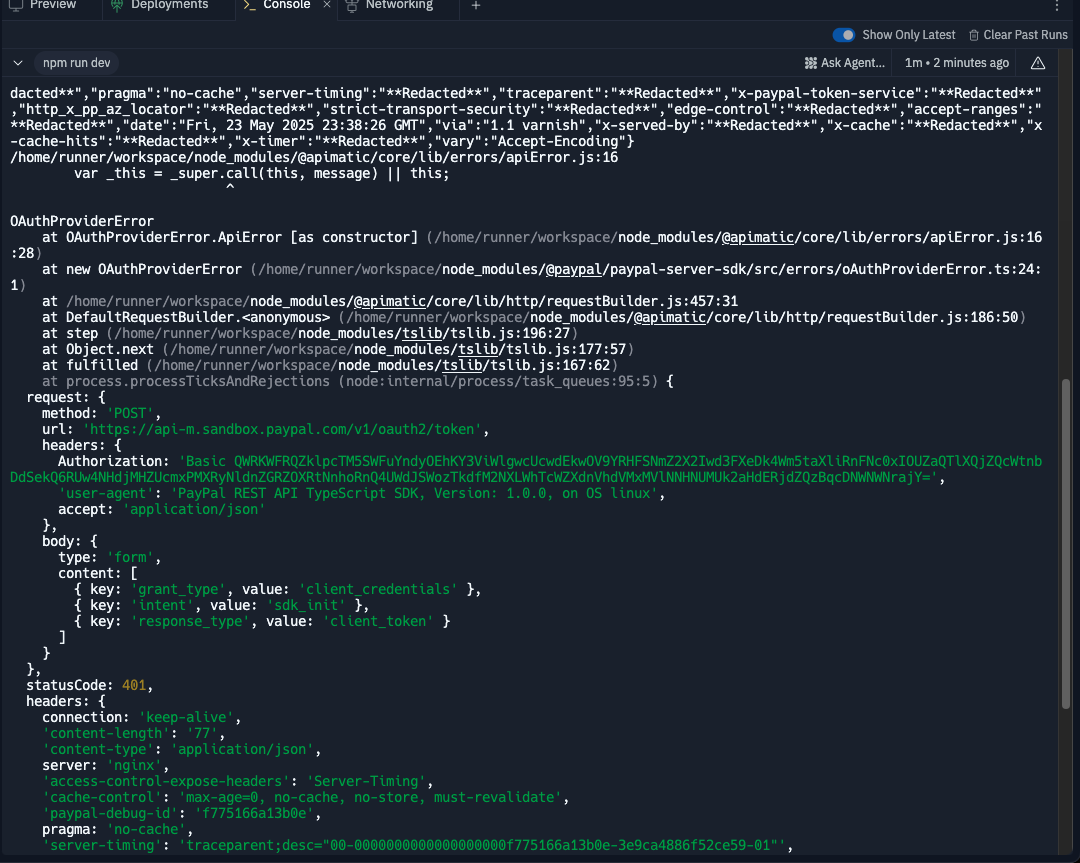 Preview
Deployments
Console
Networking
Show Only Latest
Clear Past Runs
npm run dev
Ask Agent...
1m • 2 minutes ago
dacted**","pragma":"no-cache","server-timing":"**Redacted**","traceparent":"**Redacted**","x-paypal-token-service":"**Redacted**"
,"http_x_pp_az_locator":"**Redacted**","strict-transport-security":"**Redacted**","edge-control":"**Redacted**","accept-ranges":"
**Redacted**","date":"Fri, 23 May 2025 23:38:26 GMT","via":"1.1 varnish","x-served-by":"**Redacted**","x-cache":"**Redacted**","x
-cache-hits":"**Redacted**","x-timer":"**Redacted**","vary":"Accept-Encoding"}
/home/runner/workspace/node_modules/@apimatic/core/lib/errors/apiError.js:16
        var _this = _super.call(this, message) || this;
                           ^
OAuthProviderError
    at OAuthProviderError.ApiError [as constructor] (/home/runner/workspace/node_modules/@apimatic/core/lib/errors/apiError.js:16
:28)
    at new OAuthProviderError (/home/runner/workspace/node_modules/@paypal/paypal-server-sdk/src/errors/oAuthProviderError.ts:24:
1)
    at /home/runner/workspace/node_modules/@apimatic/core/lib/http/requestBuilder.js:457:31
    at DefaultRequestBuilder.<anonymous> (/home/runner/workspace/node_modules/@apimatic/core/lib/http/requestBuilder.js:186:50)
    at step (/home/runner/workspace/node_modules/tslib/tslib.js:196:27)
    at Object.next (/home/runner/workspace/node_modules/tslib/tslib.js:177:57)
    at fulfilled (/home/runner/workspace/node_modules/tslib/tslib.js:167:62)
    at process.processTicksAndRejections (node:internal/process/task_queues:95:5) {
  request: {
    method: 'POST',
    url: 'https://api-m.sandbox.paypal.com/v1/oauth2/token',
    headers: {
      Authorization: 'Basic
      'user-agent': 'PayPal REST API TypeScript SDK, Version: 1.0.0, on OS linux',
      accept: 'application/json'
    },
    body: {
      type: 'form',
      content: [
        { key: 'grant_type', value: 'client_credentials' },
        { key: 'intent', value: 'sdk_init' },
        { key: 'response_type', value: 'client_token' }
      ]
    }
  },
  statusCode: 401,
  headers: {
    connection: 'keep-alive',
    'content-length': '77',
    'content-type': 'application/json',
    server: 'nginx',
    'access-control-expose-headers': 'Server-Timing',
    'cache-control': 'max-age=0, no-cache, no-store, must-revalidate',
    'paypal-debug-id': 'f775166a13b0e',
    pragma: 'no-cache',
    'server-timing': 'traceparent;desc="00-0000000000000000000f775166a13b0e-3e9ca4886f52ce59-01"',